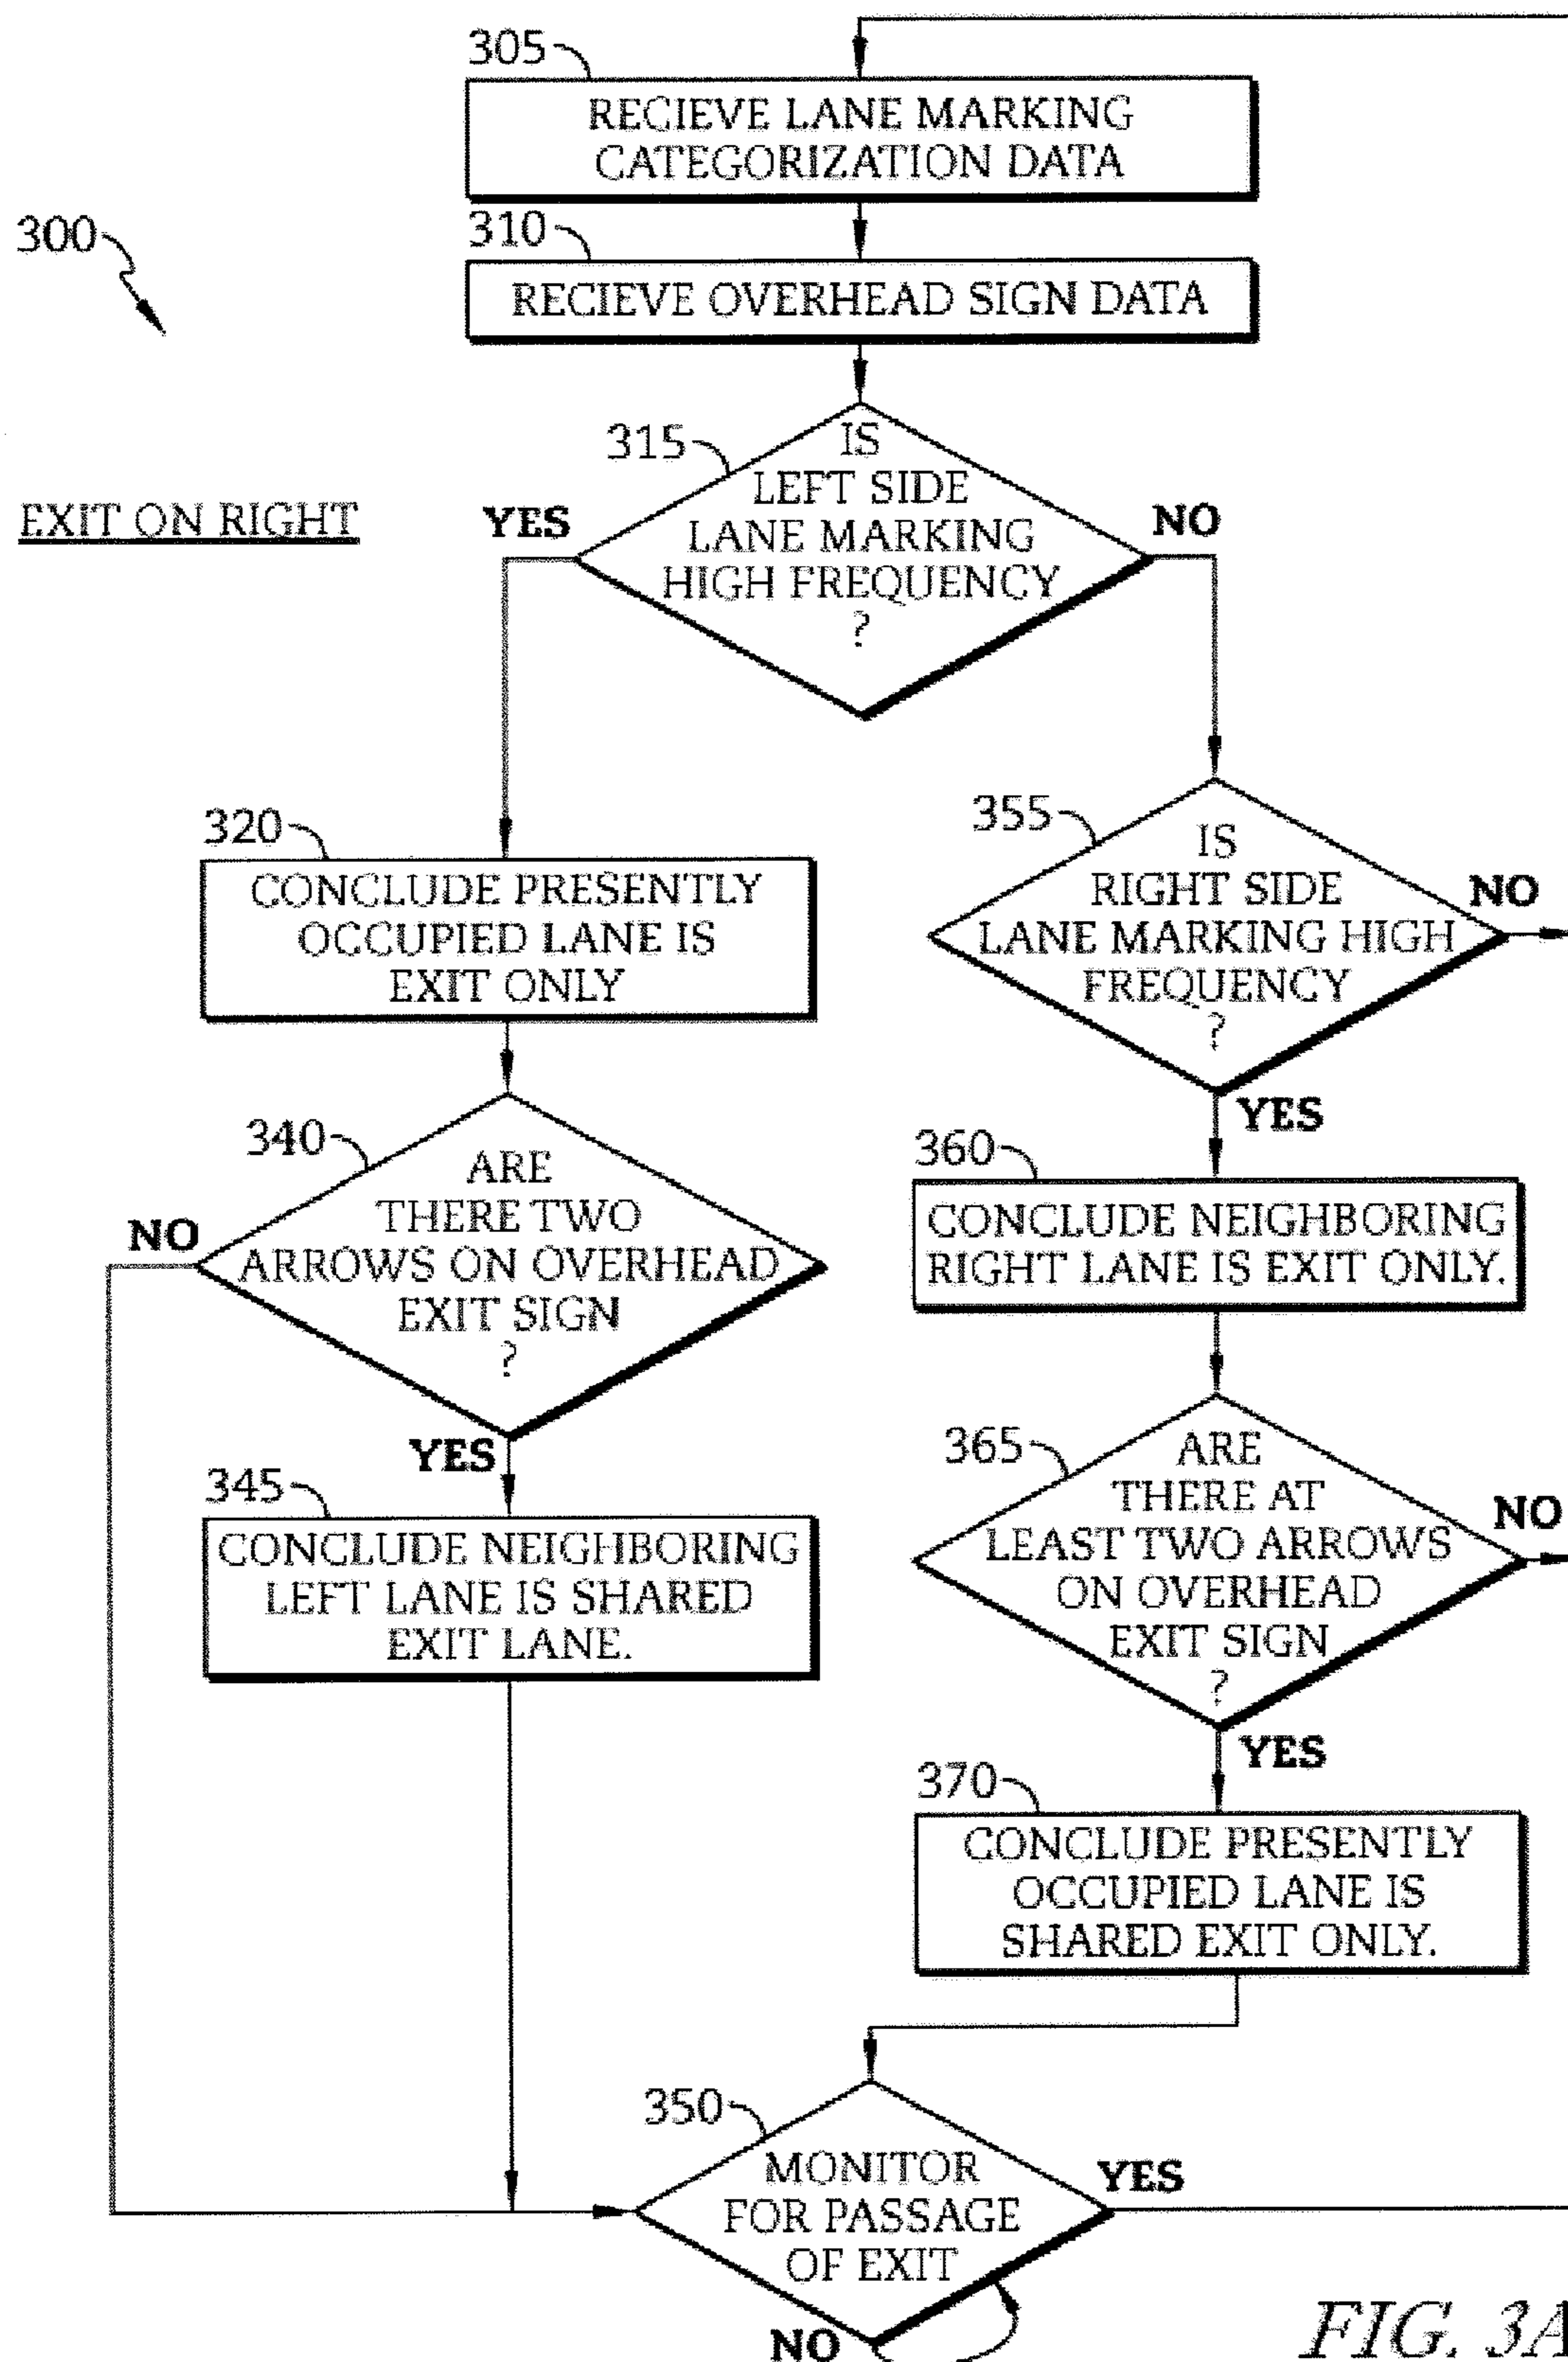 305
RECIEVE LANE MARKING
CATEGORIZATION DATA
300
310
RECIEVE OVERHEAD SIGN DATA
EXIT ON RIGHT
315
IS
LEFT SIDE
LANE MARKING
HIGH FREQUENCY
?
YES
NO
320
CONCLUDE PRESENTLY
OCCUPIED LANE IS
EXIT ONLY
355
IS
RIGHT SIDE
LANE MARKING HIGH
FREQUENCY
?
NO
YES
340
ARE
THERE TWO
ARROWS ON OVERHEAD
EXIT SIGN
?
NO
YES
360
CONCLUDE NEIGHBORING
RIGHT LANE IS EXIT ONLY.
345
CONCLUDE NEIGHBORING
LEFT LANE IS SHARED
EXIT LANE.
365
ARE
THERE AT
LEAST TWO ARROWS
ON OVERHEAD
EXIT SIGN
?
NO
YES
370
CONCLUDE PRESENTLY
OCCUPIED LANE IS
SHARED EXIT ONLY.
350
MONITOR
FOR PASSAGE
OF EXIT
YES
NO
FIG. 3A